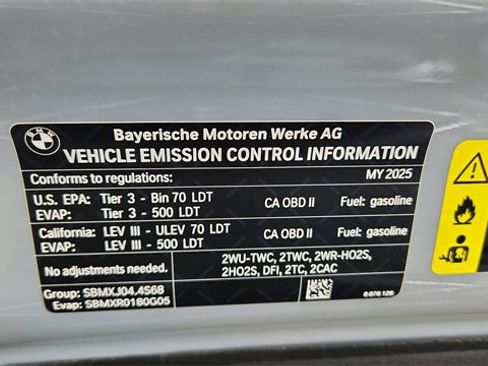 BMW
Bayerische Motoren Werke AG
VEHICLE EMISSION CONTROL INFORMATION
Conforms to regulations: MY 2025
U.S. EPA: Tier 3 - Bin 70 LDT CA OBD II Fuel: gasoline
EVAP: Tier 3 - 500 LDT
California: LEV III - ULEV 70 LDT CA OBD II Fuel: gasoline
EVAP: LEV III - 500 LDT
No adjustments needed. 2WU-TWC, 2TWC, 2WR-HO2S,
2HO2S, DFI, 2TC, 2CAC
Group: SBMXJ04.4S68
Evap: SBMXR0180G05